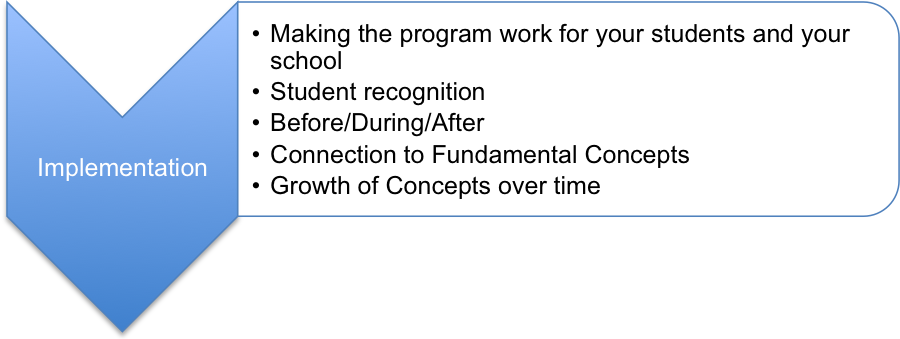 Implementation
• Making the program work for your students and your
school
• Student recognition
• Before/During/After
• Connection to Fundamental Concepts
• Growth of Concepts over time